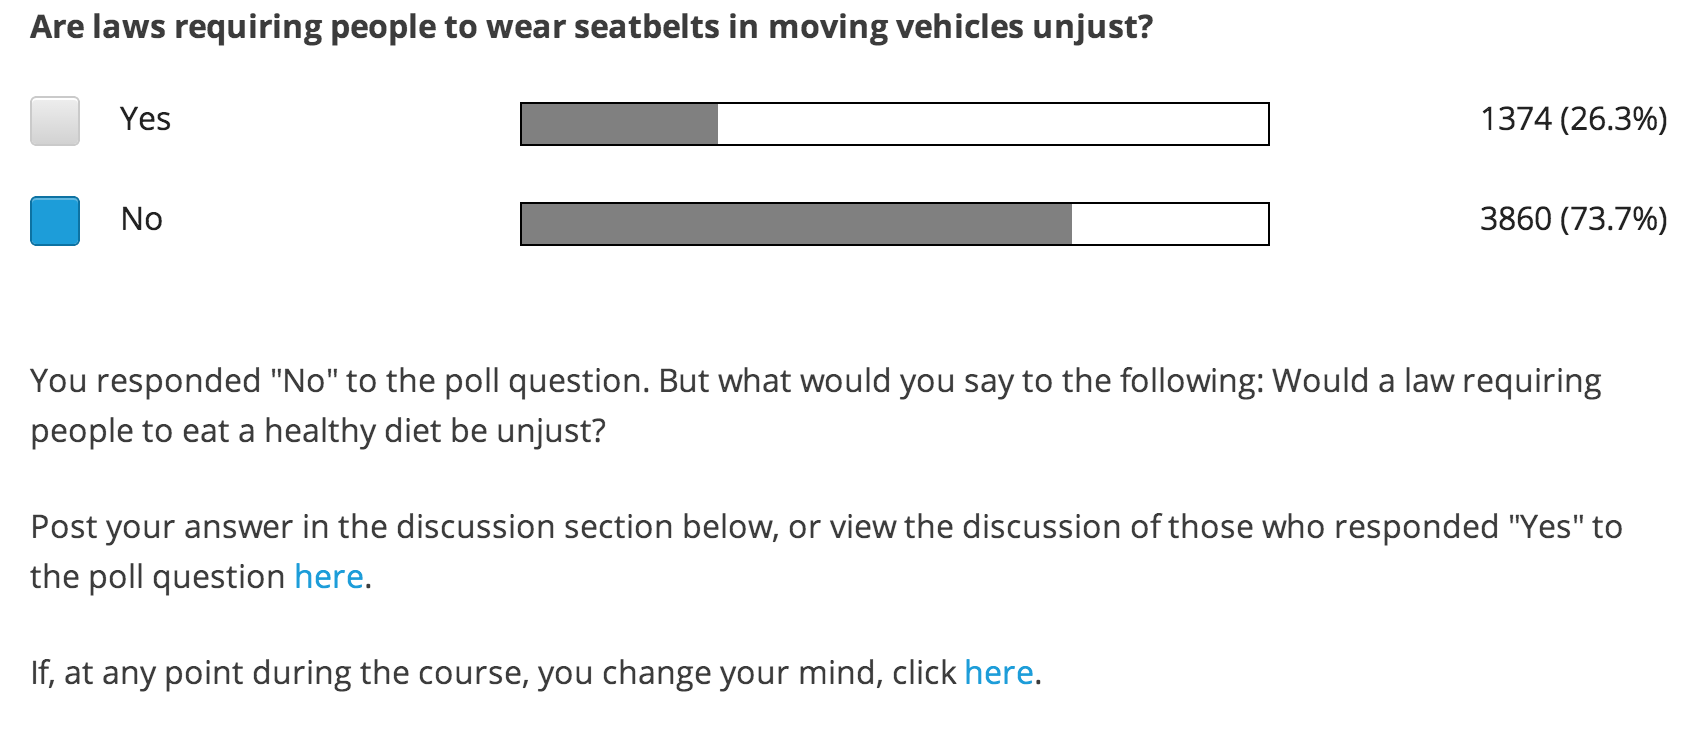 Are laws requiring people to wear seatbelts in moving vehicles unjust?
Yes 1374 (26.3%)
No 3860 (73.7%)
You responded "No" to the poll question. But what would you say to the following: Would a law requiring
people to eat a healthy diet be unjust?
Post your answer in the discussion section below, or view the discussion of those who responded "Yes" to
the poll question here.
If, at any point during the course, you change your mind, click here.